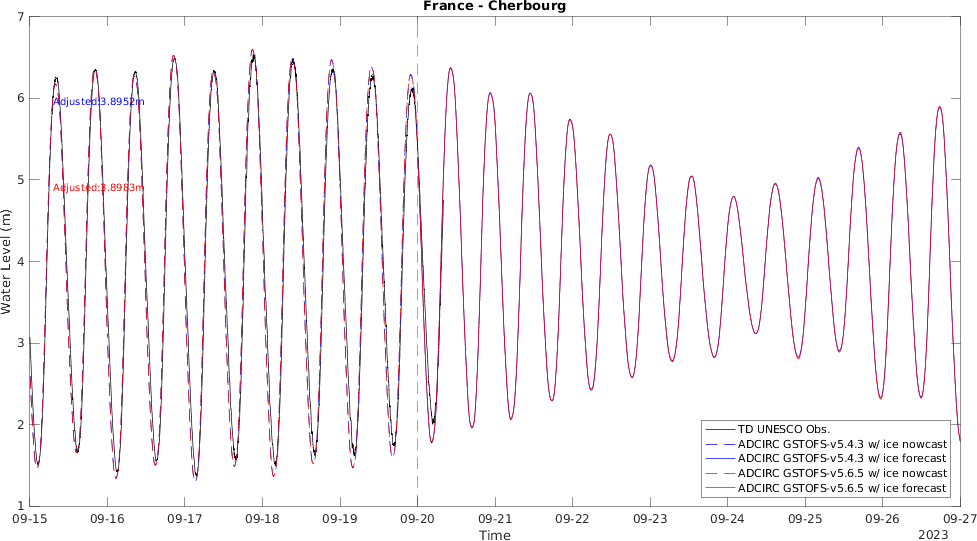 France - Cherbourg
7
6
5
4
3
2
1
Water Level (m)
Adjusted:3.8952m
Adjusted:3.8983m
TD UNESCO Obs.
ADCIRC GSTOFS-v5.4.3 w/ ice nowcast
ADCIRC GSTOFS-v5.4.3 w/ ice forecast
ADCIRC GSTOFS-v5.6.5 w/ ice nowcast
ADCIRC GSTOFS-v5.6.5 w/ ice forecast
09-15 09-16 09-17 09-18 09-19 09-20 09-21 09-22 09-23 09-24 09-25 09-26 09-27
Time
2023